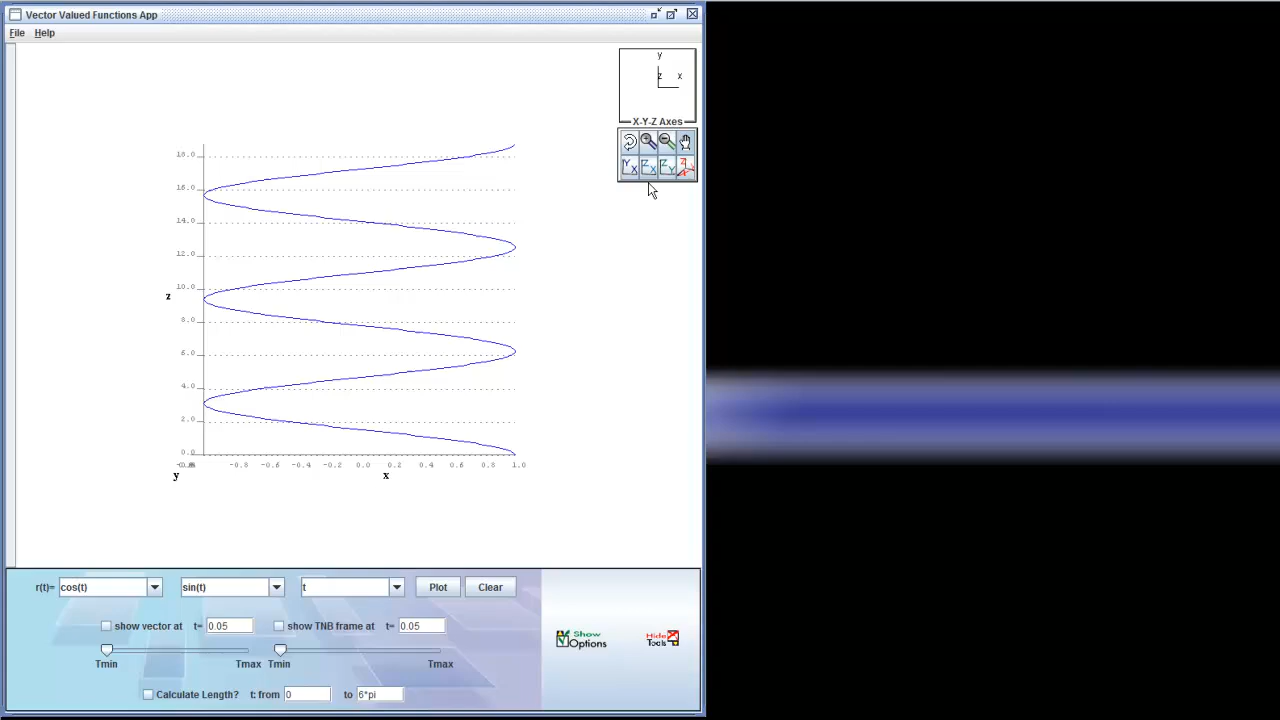 Vector Valued Functions App
File Help
y
z x
X-Y-Z Axes
Y X Z X Z Y Z
18.0
16.0
14.0
12.0
10.0
z
8.0
6.0
4.0
2.0
0.0
-0.8 -0.6 -0.4 -0.2 0.0 0.2 0.4 0.6 0.8 1.0
y x
r(t)= cos(t) sin(t) t Plot Clear
show vector at t= 0.05 show TNB frame at t= 0.05
Show Options
Hide Tools
Tmin Tmax Tmin Tmax
Calculate Length? t: from 0 to 6*pi